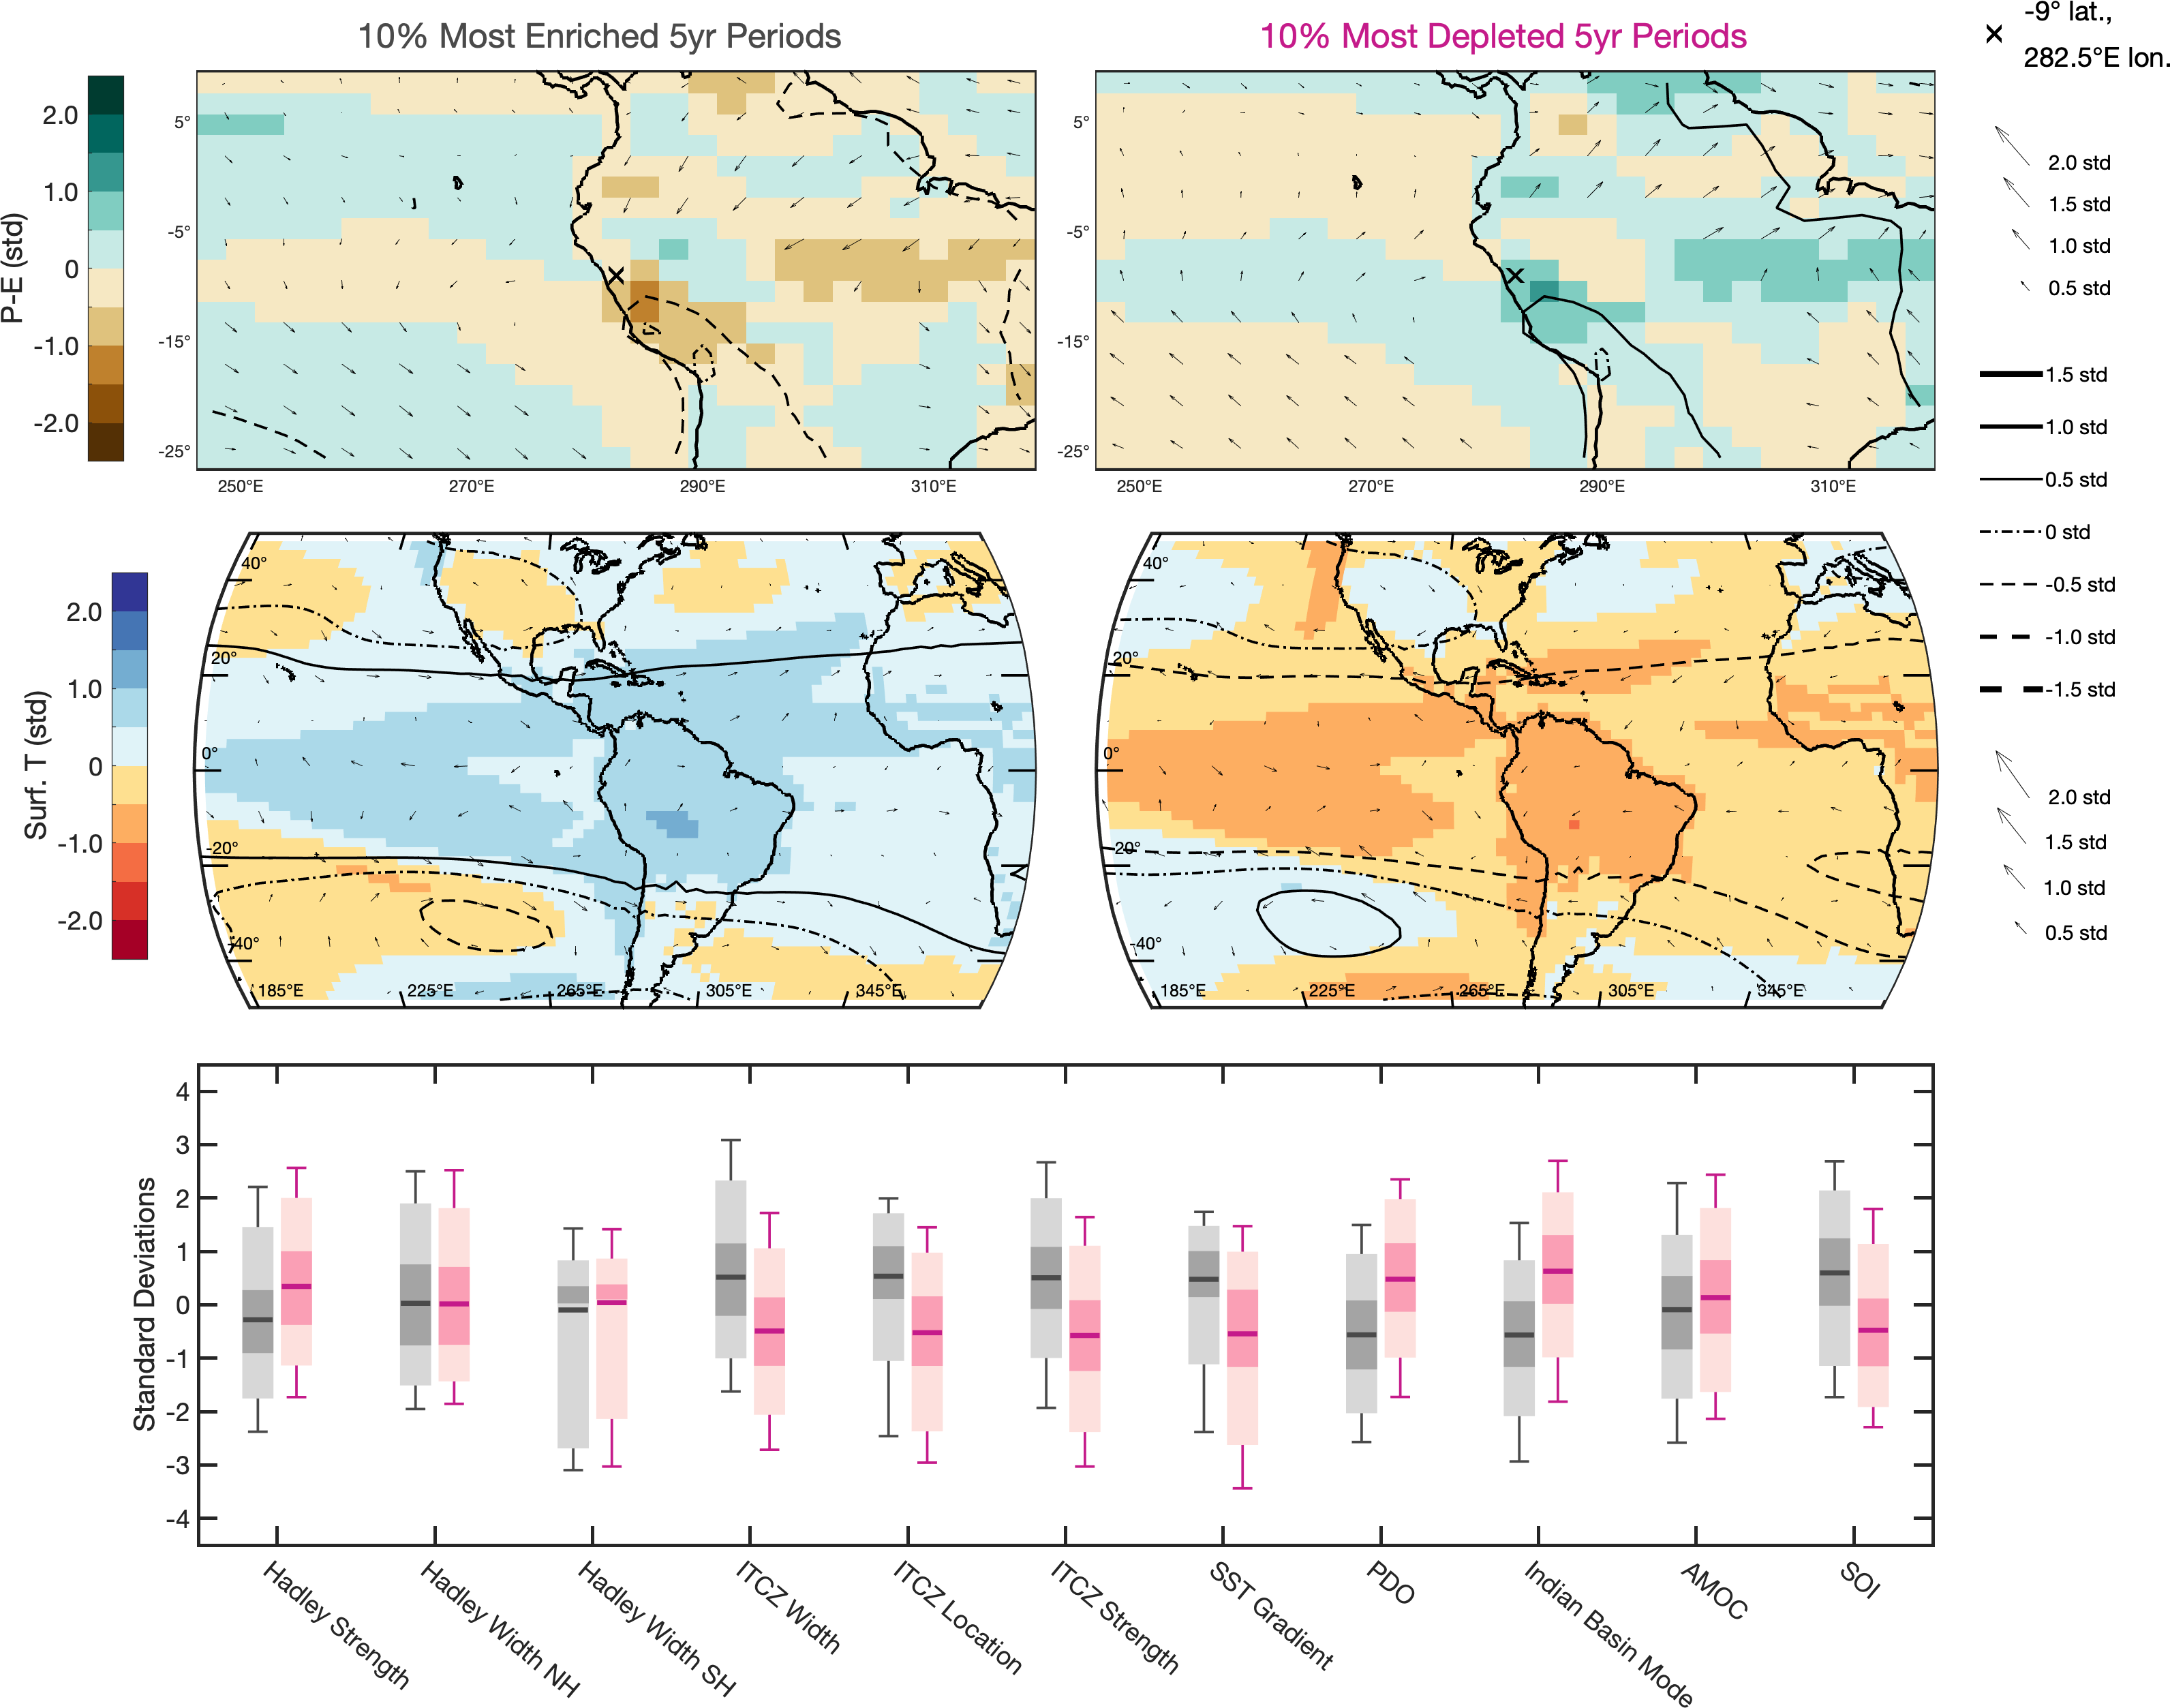 10% Most Enriched 5yr Periods
10% Most Depleted 5yr Periods
-9° lat.,
282.5°E lon.
P-E (std)
2.0
1.0
0
-1.0
-2.0
5°
-5°
-15°
-25°
250°E
270°E
290°E
310°E
5°
-5°
-15°
-25°
250°E
270°E
290°E
310°E
2.0 std
1.5 std
1.0 std
0.5 std
1.5 std
1.0 std
0.5 std
0 std
-0.5 std
-1.0 std
-1.5 std
Surf. T (std)
2.0
1.0
0
-1.0
-2.0
40°
20°
0°
-20°
-40°
185°E
225°E
265°E
305°E
345°E
40°
20°
0°
-20°
-40°
185°E
225°E
265°E
305°E
345°E
2.0 std
1.5 std
1.0 std
0.5 std
Standard Deviations
4
3
2
1
0
-1
-2
-3
-4
Hadley Strength
Hadley Width NH
Hadley Width SH
ITCZ Width
ITCZ Location
ITCZ Strength
SST Gradient
PDO
Indian Basin Mode
AMOC
SOI